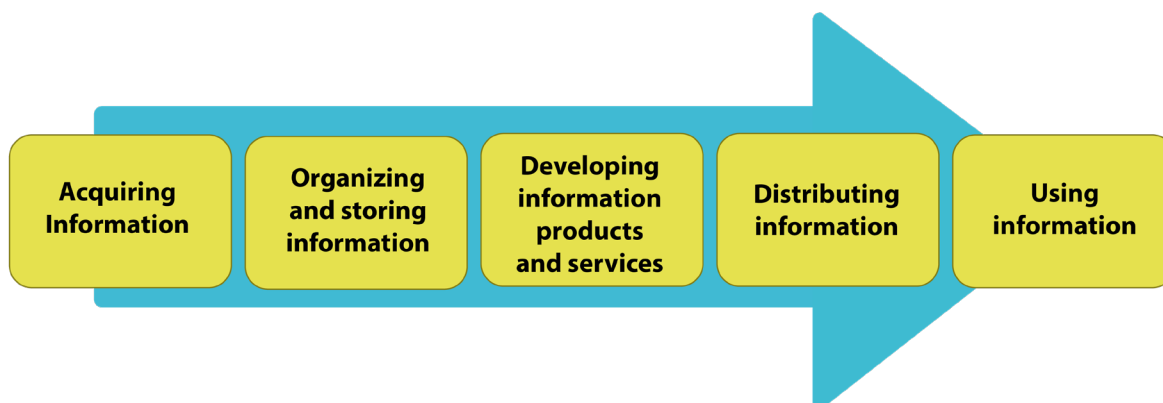 Acquiring
Information
Organizing
and storing
information
Developing
information
products
and services
Distributing
information
Using
information